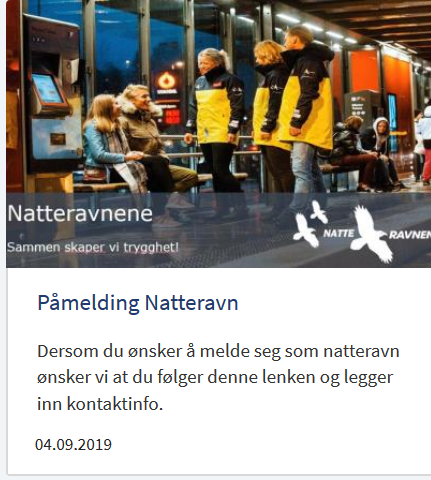 Natteravnene
Sammen skaper vi trygghet!
NATTE RAVNENE
Påmelding Natteravn
Dersom du ønsker å melde seg som natteravn
ønsker vi at du følger denne lenken og legger
inn kontaktinfo.
04.09.2019